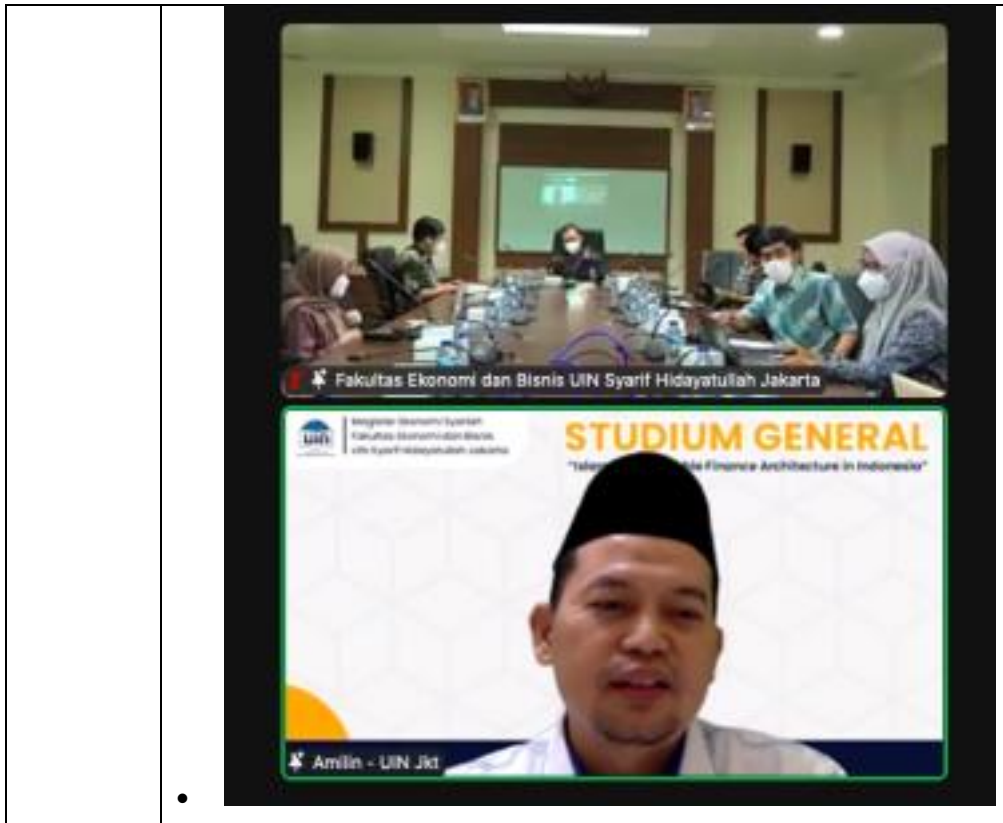 Fakultas Ekonomi dan Bisnis UIN Syarif Hidayatullah Jakarta
uin
Magister Ekonomi Syariah
Fakultas Ekonomi dan Bisnis
UIN Syarif Hidayatullah Jakarta
STUDIUM GENERAL
Finance Architecture in Indonesia"
Amilin - UIN Jkt